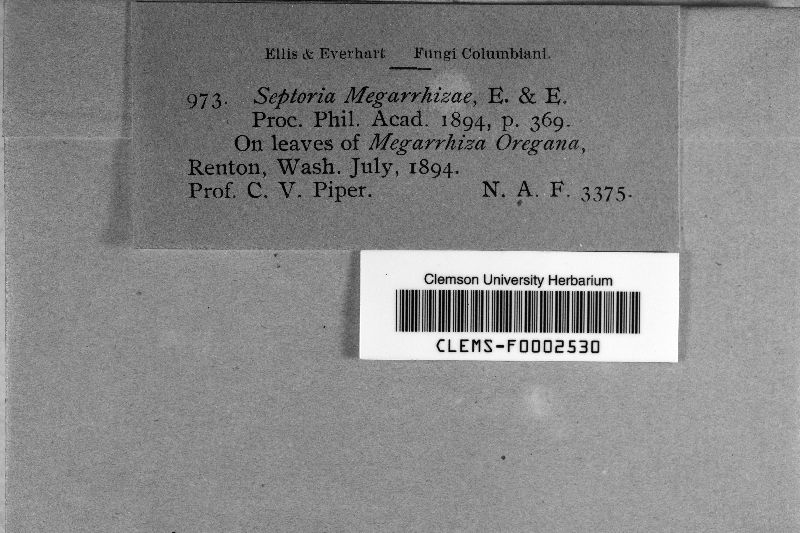 Ellis & Everhart Fungi Columbiani.
973. Septoria Megarrhizae, E. & E.
Proc. Phil. Acad. 1894, p. 369.
On leaves of Megarrhiza Oregana,
Renton, Wash. July, 1894.
Prof. C. V. Piper. N. A. F. 3375.
Clemson University Herbarium
CLEMS-F0002530